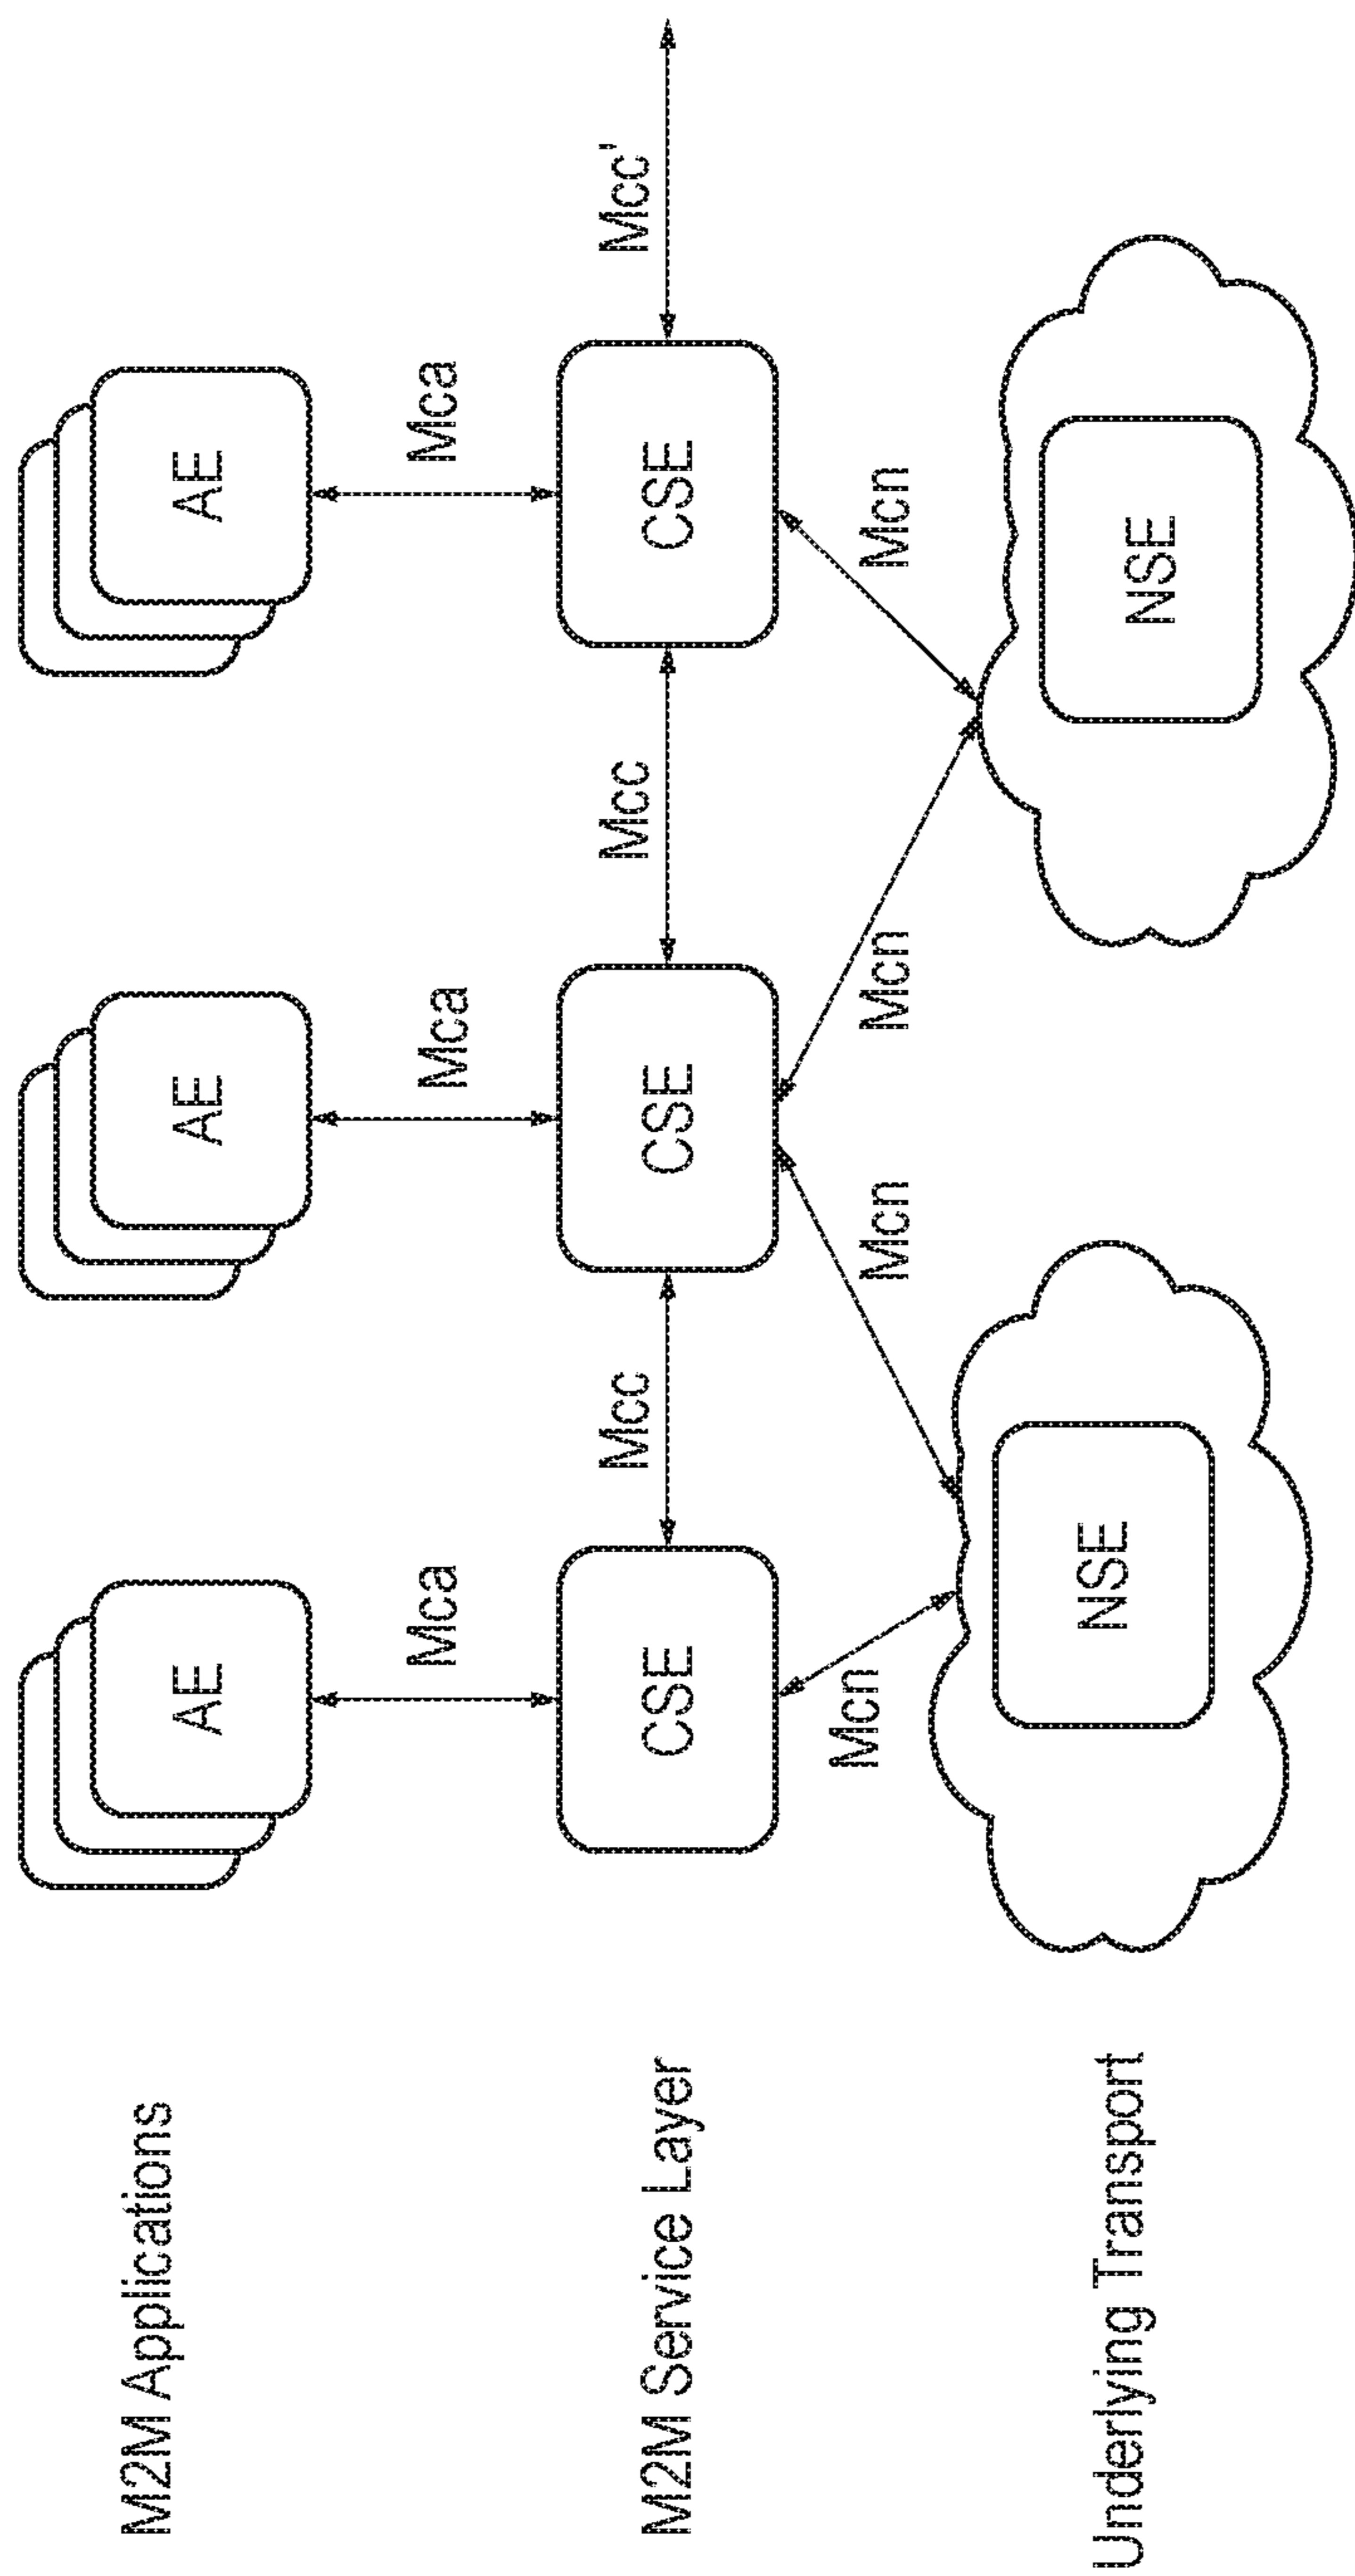 M2M Applications
AE
AE
AE
Mca
Mca
Mca
M2M Service Layer
CSE
Mcc
CSE
Mcc
CSE
Mcc'
Mcn
Mcn
Mcn
Mcn
Underlying Transport
NSE
NSE